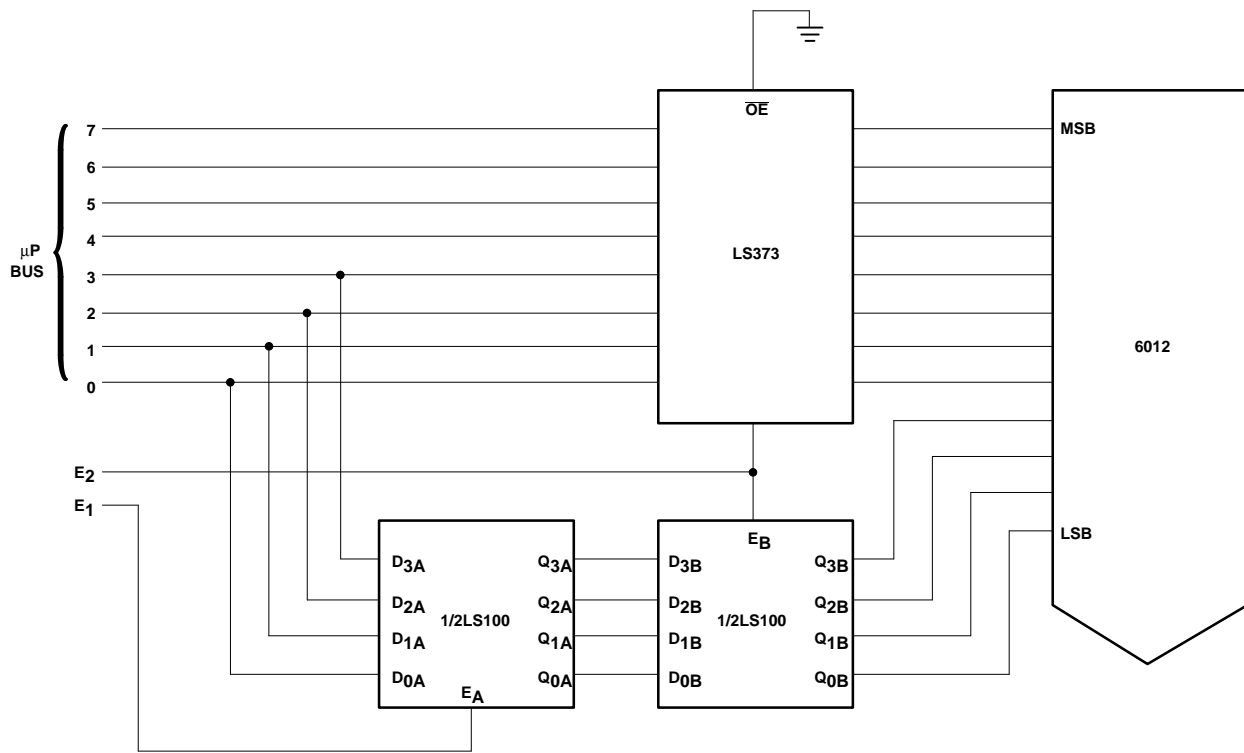 OE
7
MSB
6
5
4
LS373
μP
BUS
3
2
1
6012
0
E2
E1
EB
LSB
D3A
Q3A
D3B
Q3B
D2A
Q2A
D2B
Q2B
1/2LS100
1/2LS100
D1A
Q1A
D1B
Q1B
D0A
Q0A
D0B
Q0B
EA